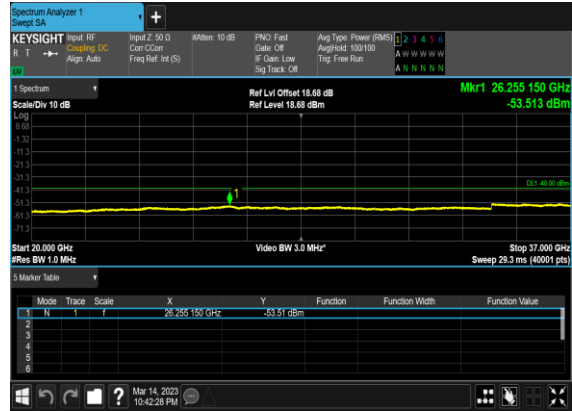 Spectrum Analyzer 1
Swept SA
+
KEYSIGHT Input: RF Input Z: 50 Ω #Atten: 10 dB PNO: Fast Avg Type: Power (RMS) 1 2 3 4 5 6
R T Coupling: DC Corr CCorr Gate: Off Avg|Hold: 100/100 A W W W W W
Align: Auto Freq Ref: Int (S) IF Gain: Low Trig: Free Run
Sig Track: Off A N N N N N
1 Spectrum Ref Lvl Offset 18.68 dB Mkr1 26.255 150 GHz
Scale/Div 10 dB Ref Level 18.68 dBm -53.513 dBm
Log
8.68
-1.32
-11.3
-21.3
-31.3
DL1 -40.00 dBm
-41.3
1
-51.3
-61.3
-71.3
Start 20.000 GHz Video BW 3.0 MHz* Stop 37.000 GHz
#Res BW 1.0 MHz Sweep 29.3 ms (40001 pts)
5 Marker Table
Mode Trace Scale X Y Function Function Width Function Value
1 N 1 f 26.255 150 GHz -53.51 dBm
2
3
4
5
6
? Mar 14, 2023
10:42:28 PM